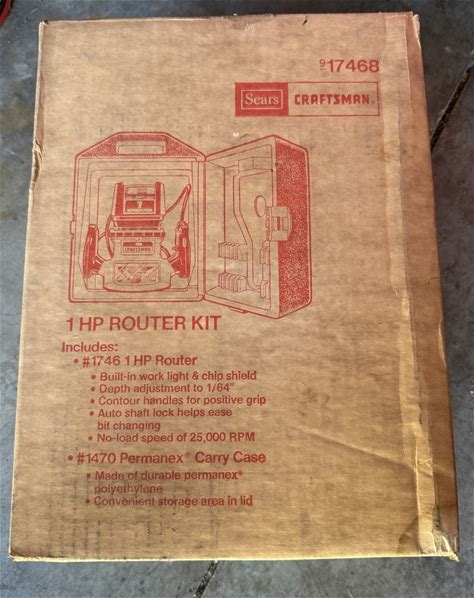 917468
Sears CRAFTSMAN®
CRAFTSMAN
1 HP ROUTER KIT
Includes:
• #1746 1 HP Router
• Built-in work light & chip shield
• Depth adjustment to 1/64"
• Contour handles for positive grip
• Auto shaft lock helps ease
bit changing
• No-load speed of 25,000 RPM
• #1470 Permanex® Carry Case
• Made of durable permanex®
polyethylene
• Convenient storage area in lid